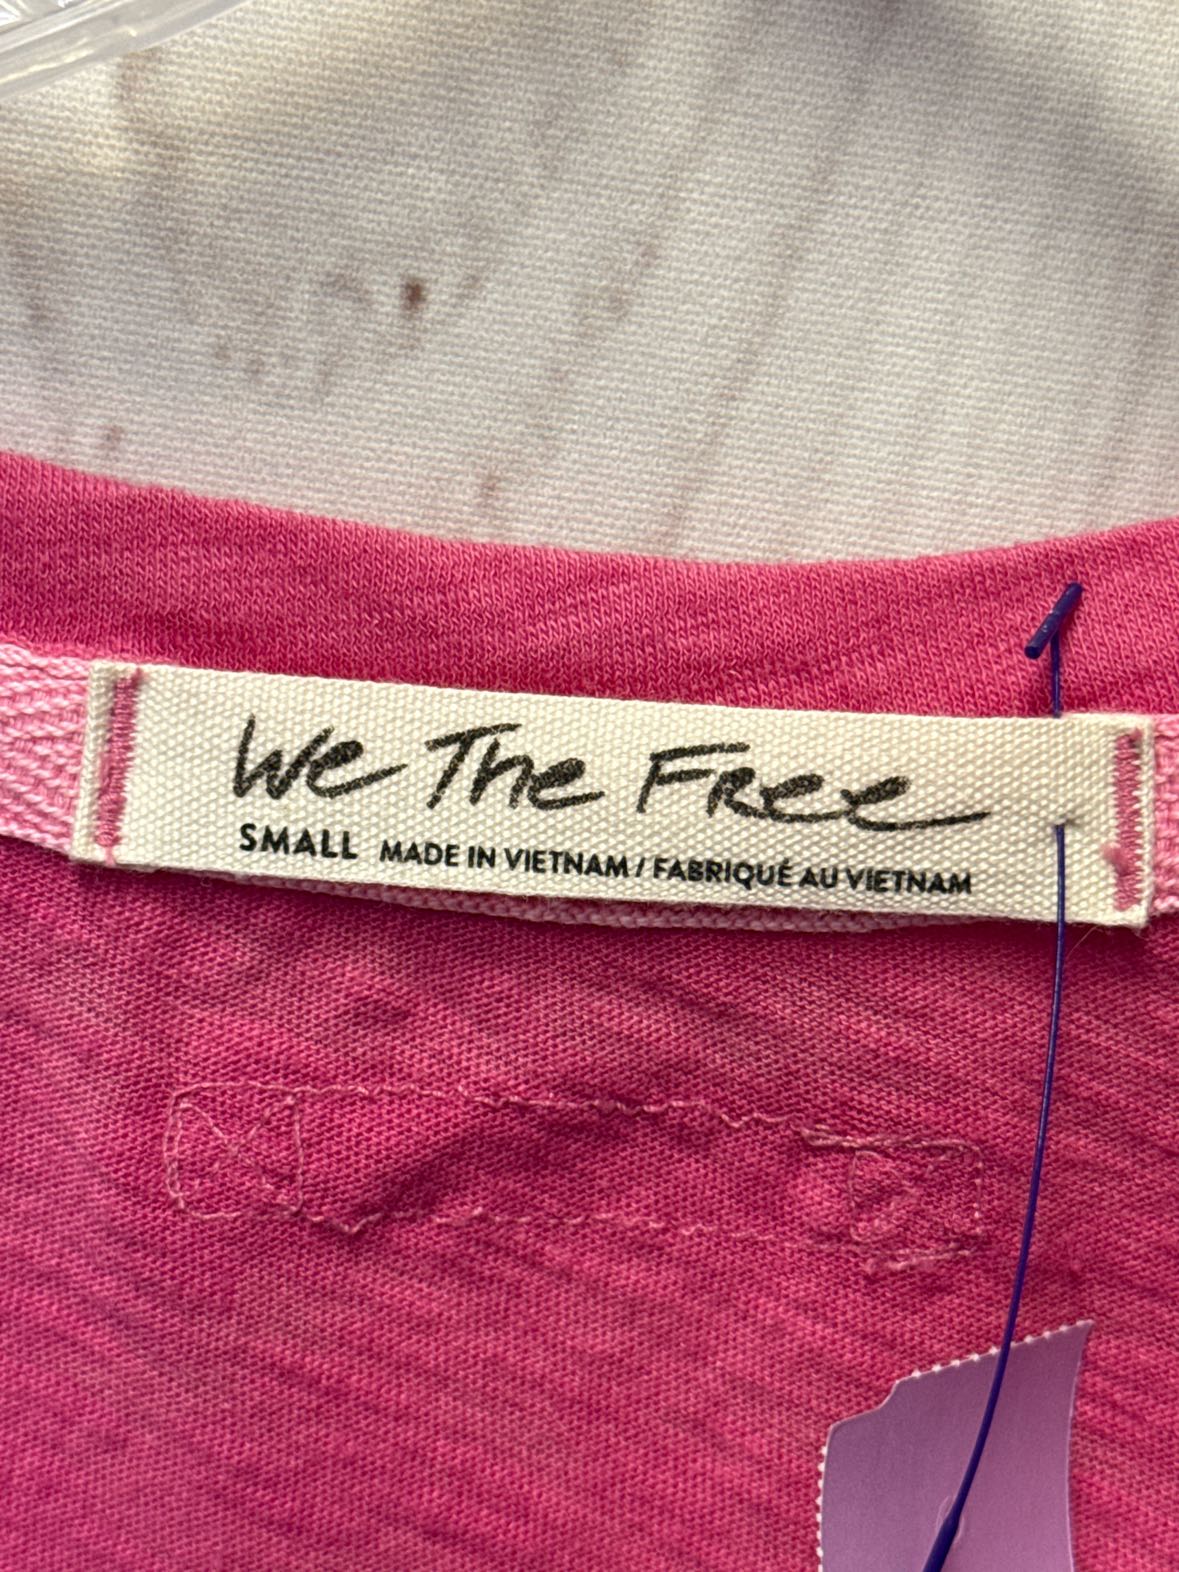 We The Free
SMALL MADE IN VIETNAM / FABRIQUÉ AU VIETNAM